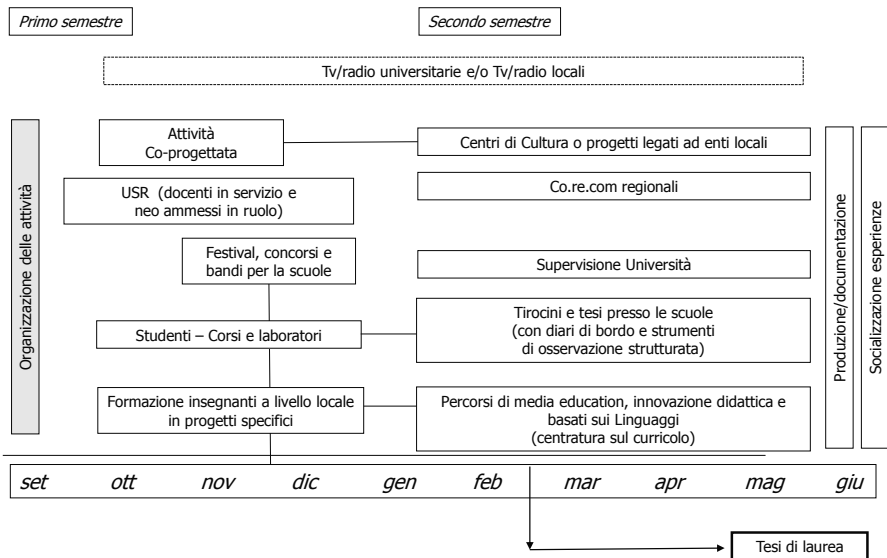 Primo semestre
Secondo semestre
Tv/radio universitarie e/o Tv/radio locali
Organizzazione delle attività
Attività
Co-progettata
Centri di Cultura o progetti legati ad enti locali
USR (docenti in servizio e
neo ammessi in ruolo)
Co.re.com regionali
Festival, concorsi e
bandi per la scuole
Supervisione Università
Studenti – Corsi e laboratori
Tirocini e tesi presso le scuole
(con diari di bordo e strumenti
di osservazione strutturata)
Formazione insegnanti a livello locale
in progetti specifici
Percorsi di media education, innovazione didattica e
basati sui Linguaggi
(centratura sul curricolo)
Produzione/documentazione
Socializzazione esperienze
set ott nov dic gen feb mar apr mag giu
Tesi di laurea